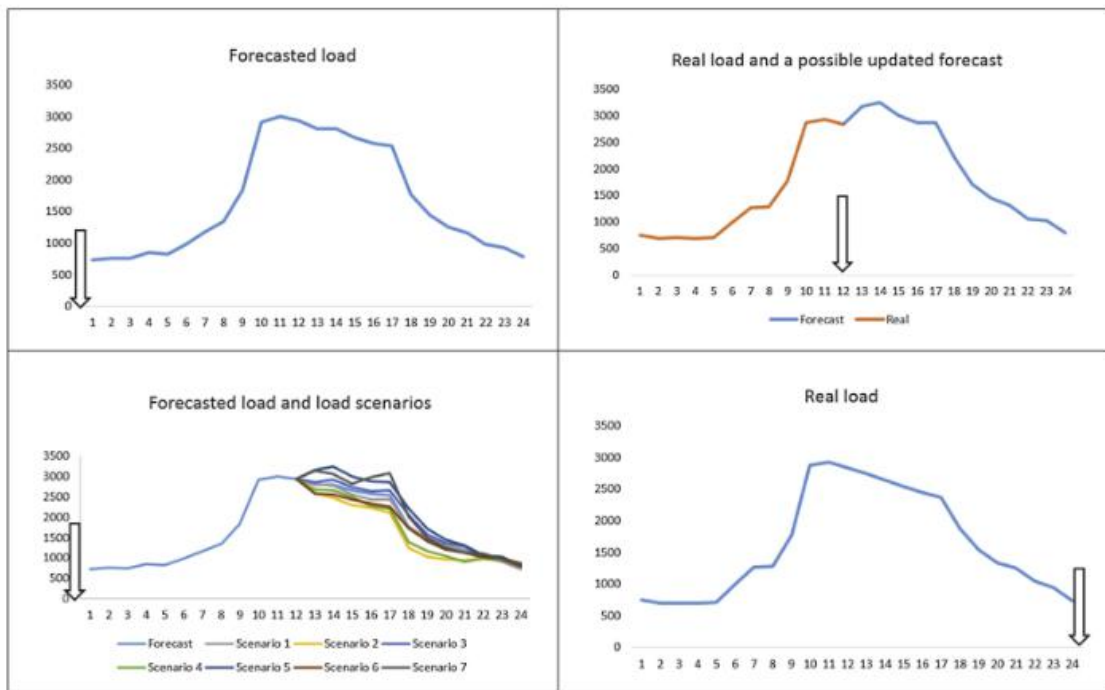 Forecasted load
3500
3000
2500
2000
1500
1000
500
0
1 2 3 4 5 6 7 8 9 10 11 12 13 14 15 16 17 18 19 20 21 22 23 24
Real load and a possible updated forecast
3500
3000
2500
2000
1500
1000
500
0
1 2 3 4 5 6 7 8 9 10 11 12 13 14 15 16 17 18 19 20 21 22 23 24
Forecast Real
Forecasted load and load scenarios
3500
3000
2500
2000
1500
1000
500
0
1 2 3 4 5 6 7 8 9 10 11 12 13 14 15 16 17 18 19 20 21 22 23 24
Forecast Scenario 1 Scenario 2 Scenario 3
Scenario 4 Scenario 5 Scenario 6 Scenario 7
Real load
3500
3000
2500
2000
1500
1000
500
0
1 2 3 4 5 6 7 8 9 10 11 12 13 14 15 16 17 18 19 20 21 22 23 24